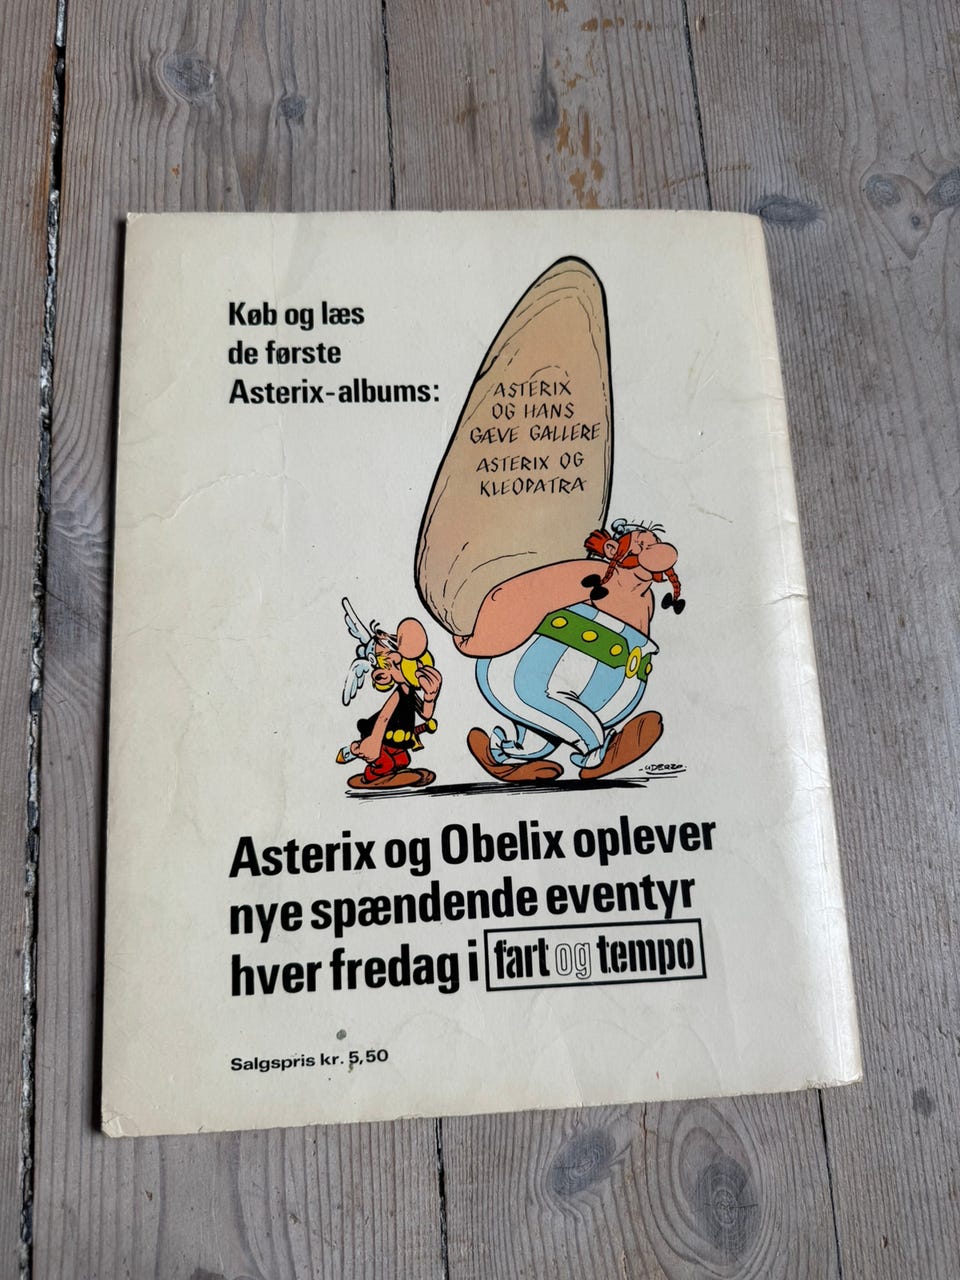 Køb og læs
de første
Asterix-albums:
ASTERIX
OG HANS
GÆVE GALLERE
ASTERIX OG
KLEOPATRA
-UDERZO-
Asterix og Obelix oplever
nye spændende eventyr
hver fredag i fart og tempo
Salgspris kr. 5,50